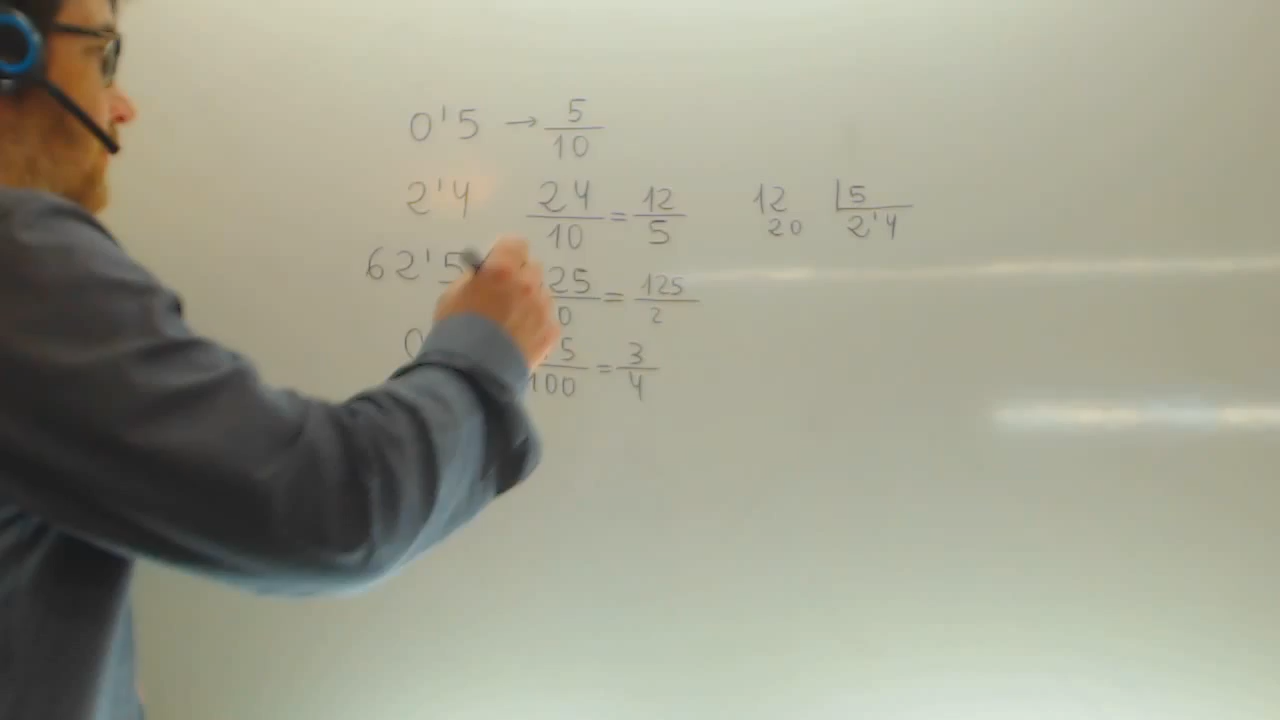 0'5 → 5/10
2'4 24/10 = 12/5 12 |5
20 2'4
62'5 25/0 = 125/2
0 5/100 = 3/4